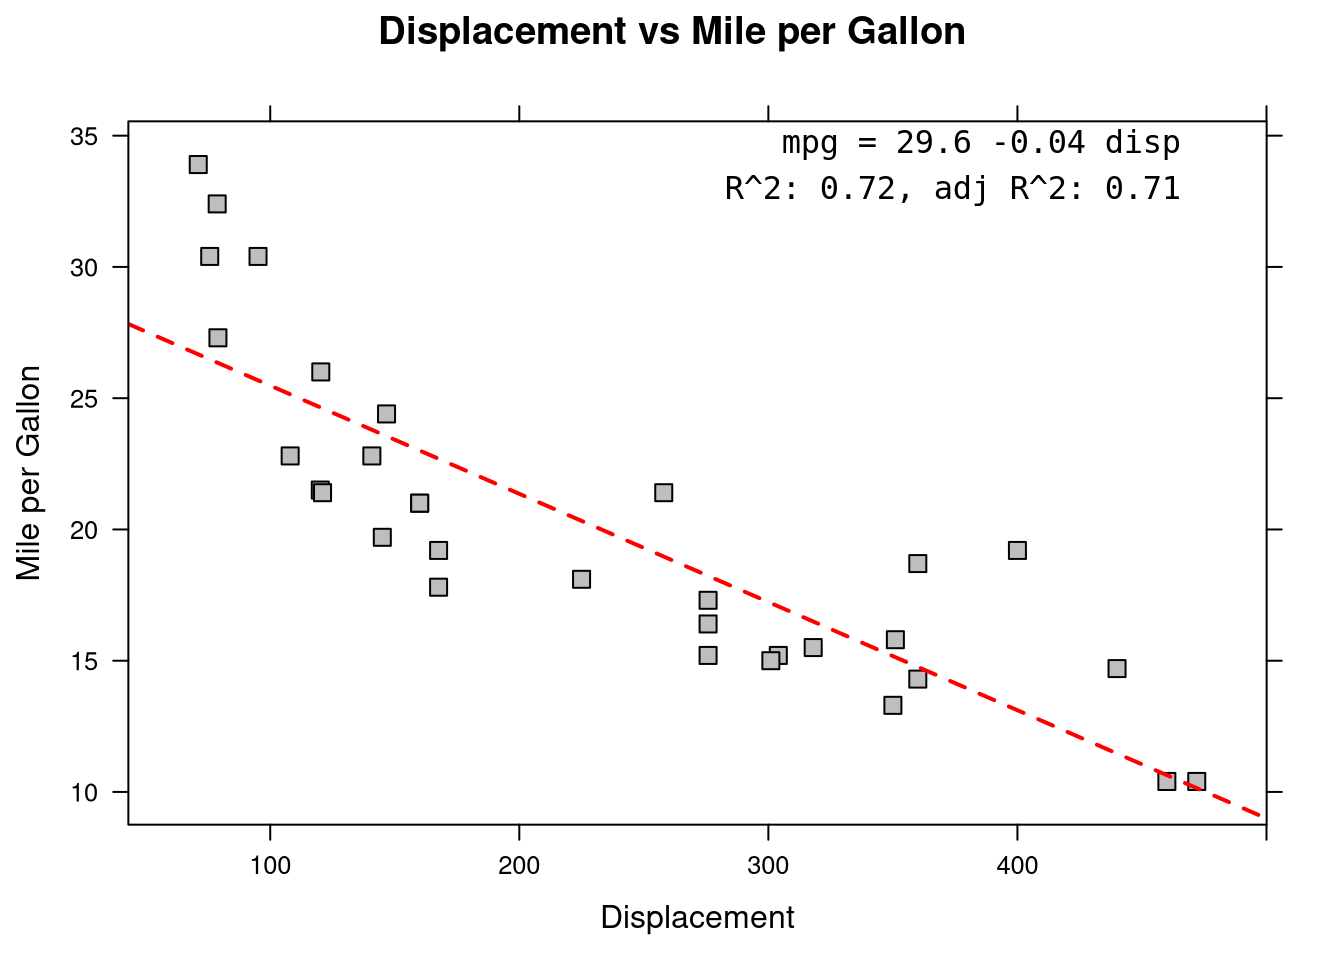 Displacement vs Mile per Gallon
mpg = 29.6 -0.04 disp
R^2: 0.72, adj R^2: 0.71
35
30
25
20
15
10
Mile per Gallon
100 200 300 400
Displacement